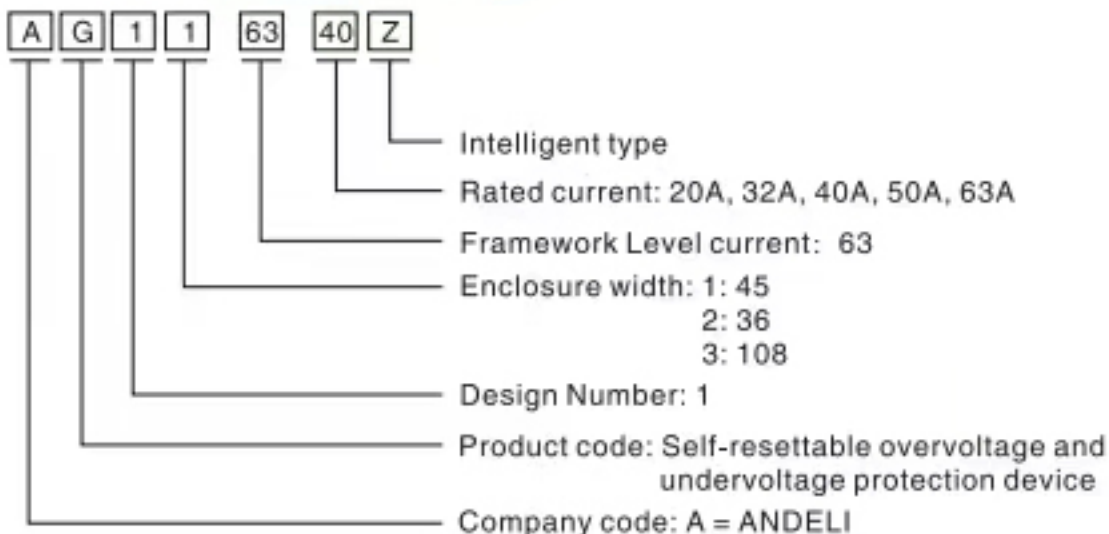 A G 1 1 63 40 Z
Intelligent type
Rated current: 20A, 32A, 40A, 50A, 63A
Framework Level current: 63
Enclosure width: 1: 45
2: 36
3: 108
Design Number: 1
Product code: Self-resettable overvoltage and
undervoltage protection device
Company code: A = ANDELI